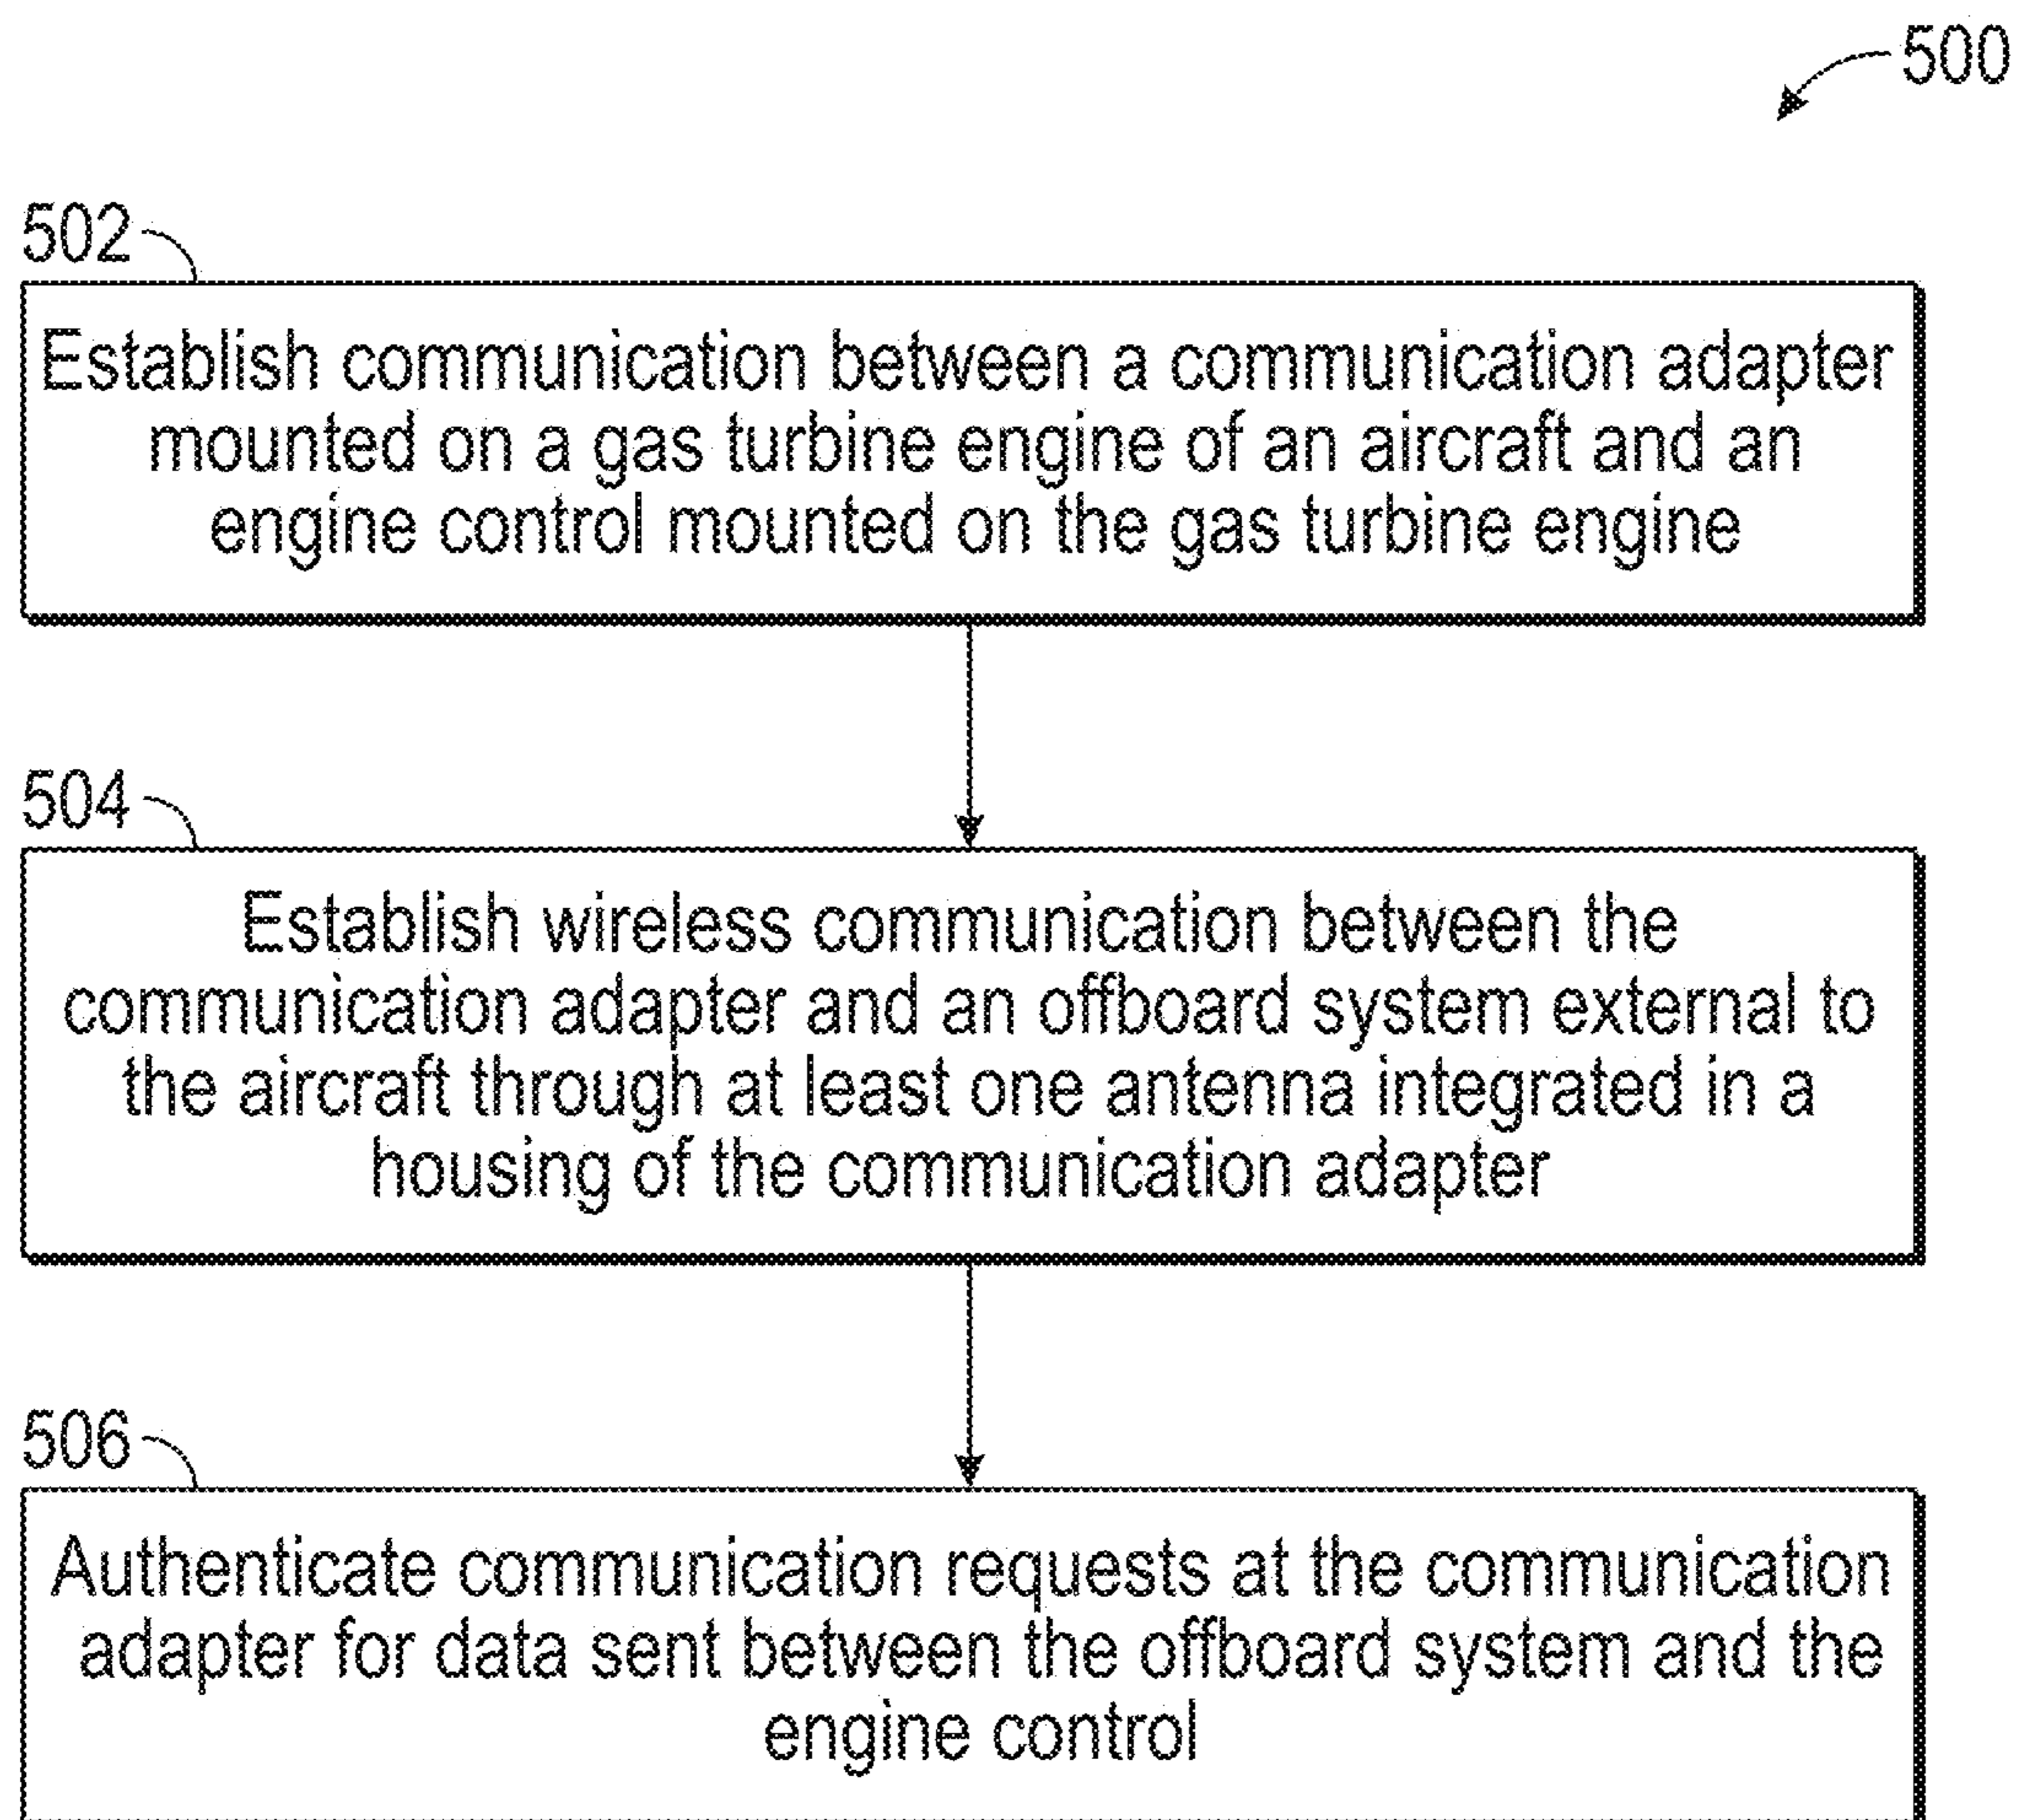 500
502
Establish communication between a communication adapter
mounted on a gas turbine engine of an aircraft and an
engine control mounted on the gas turbine engine
504
Establish wireless communication between the
communication adapter and an offboard system external to
the aircraft through at least one antenna integrated in a
housing of the communication adapter
506
Authenticate communication requests at the communication
adapter for data sent between the offboard system and the
engine control